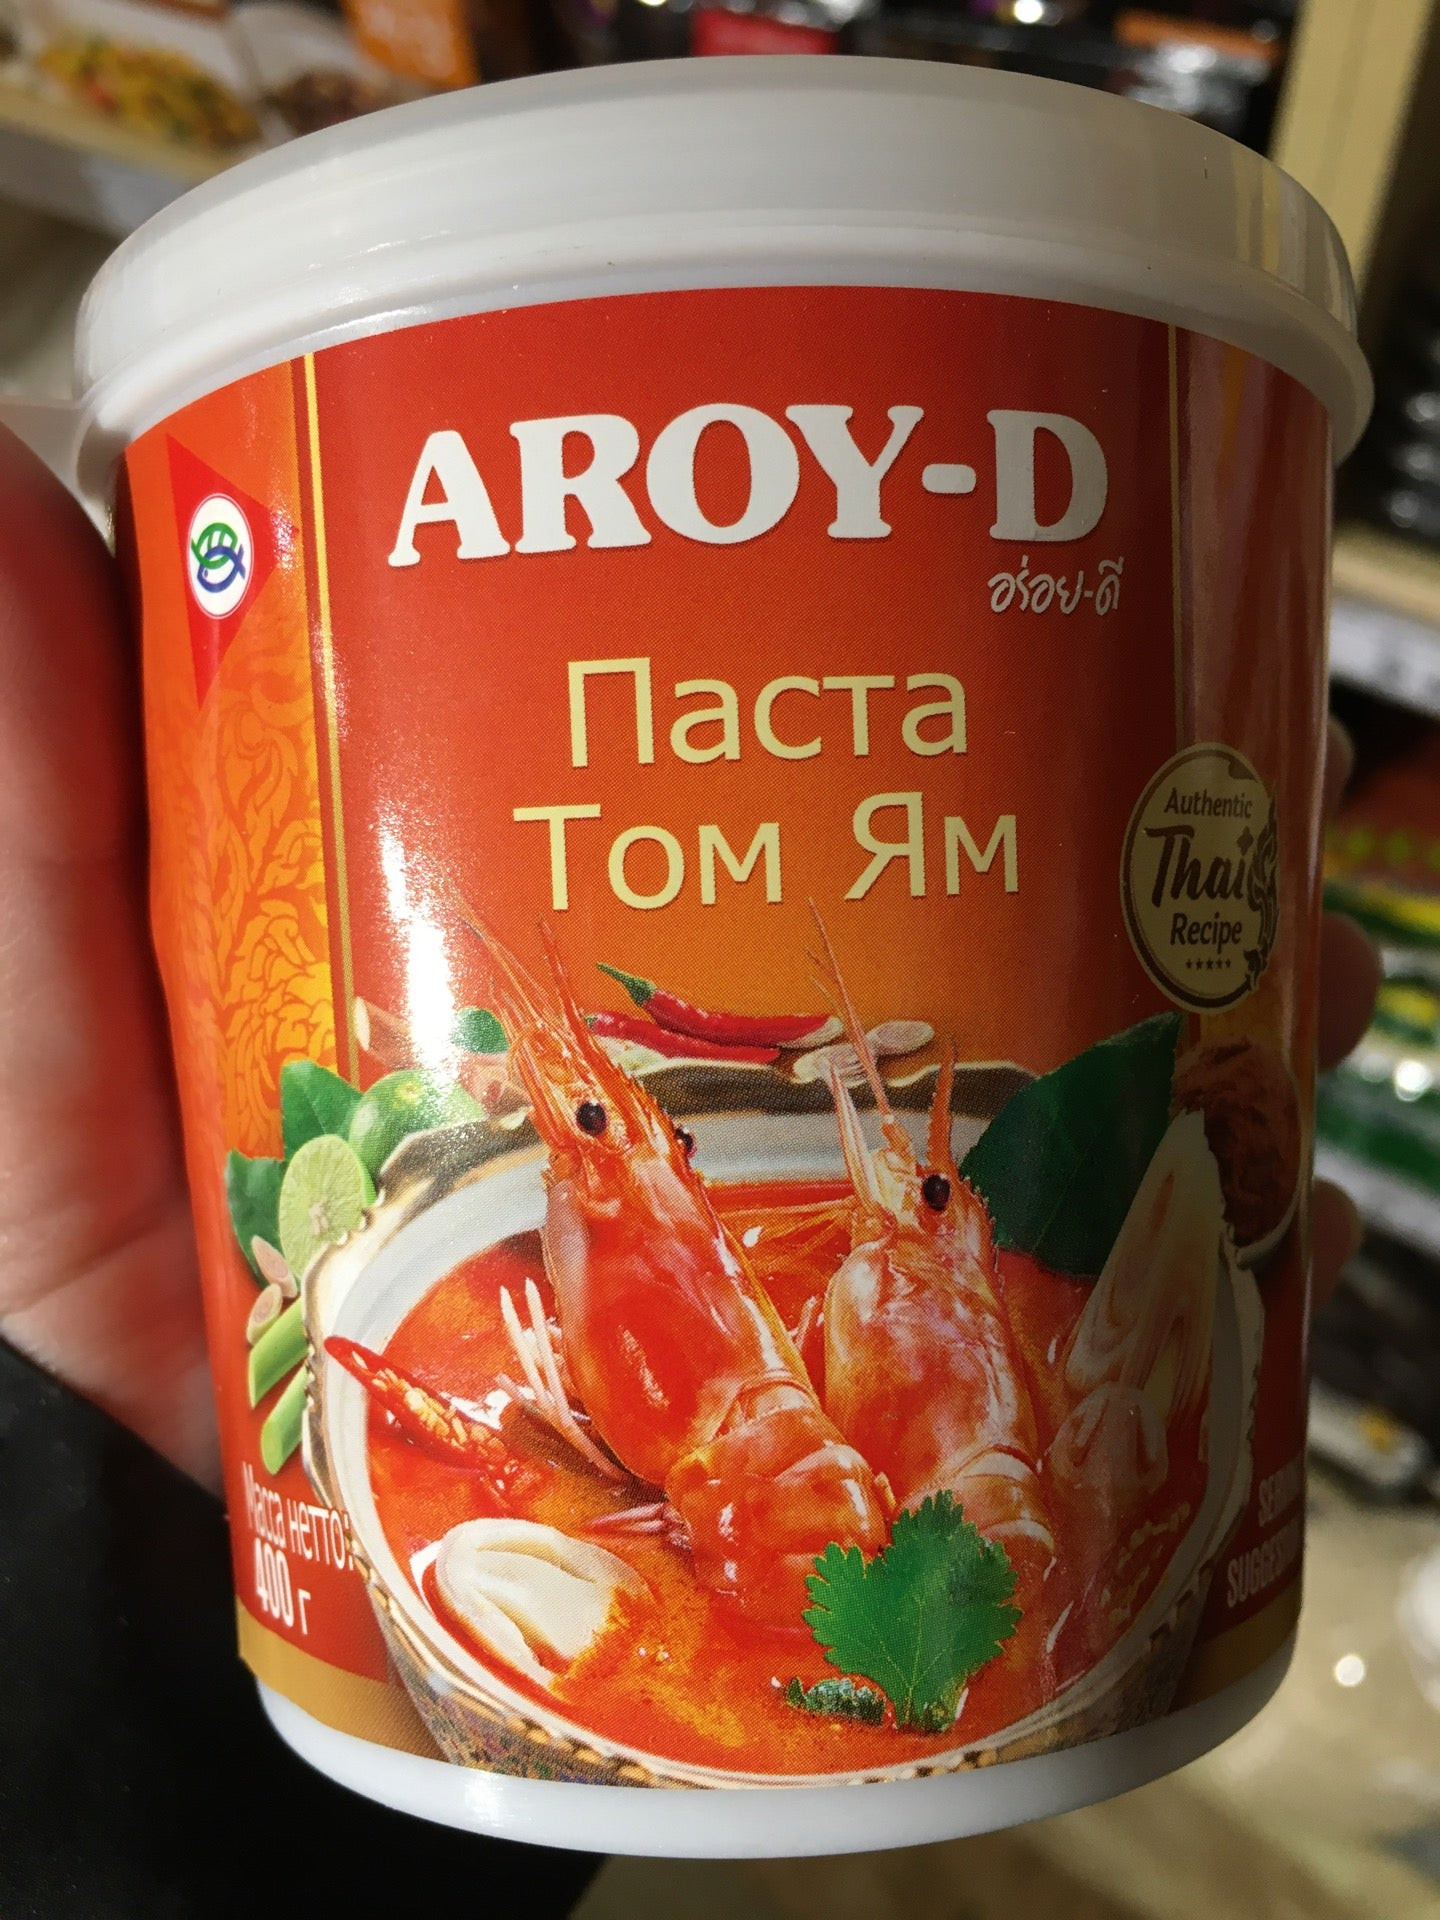 AROY-D
อร่อย-ดี
Паста
Том Ям
Authentic
Thai
Recipe
Масса нетто:
400 г